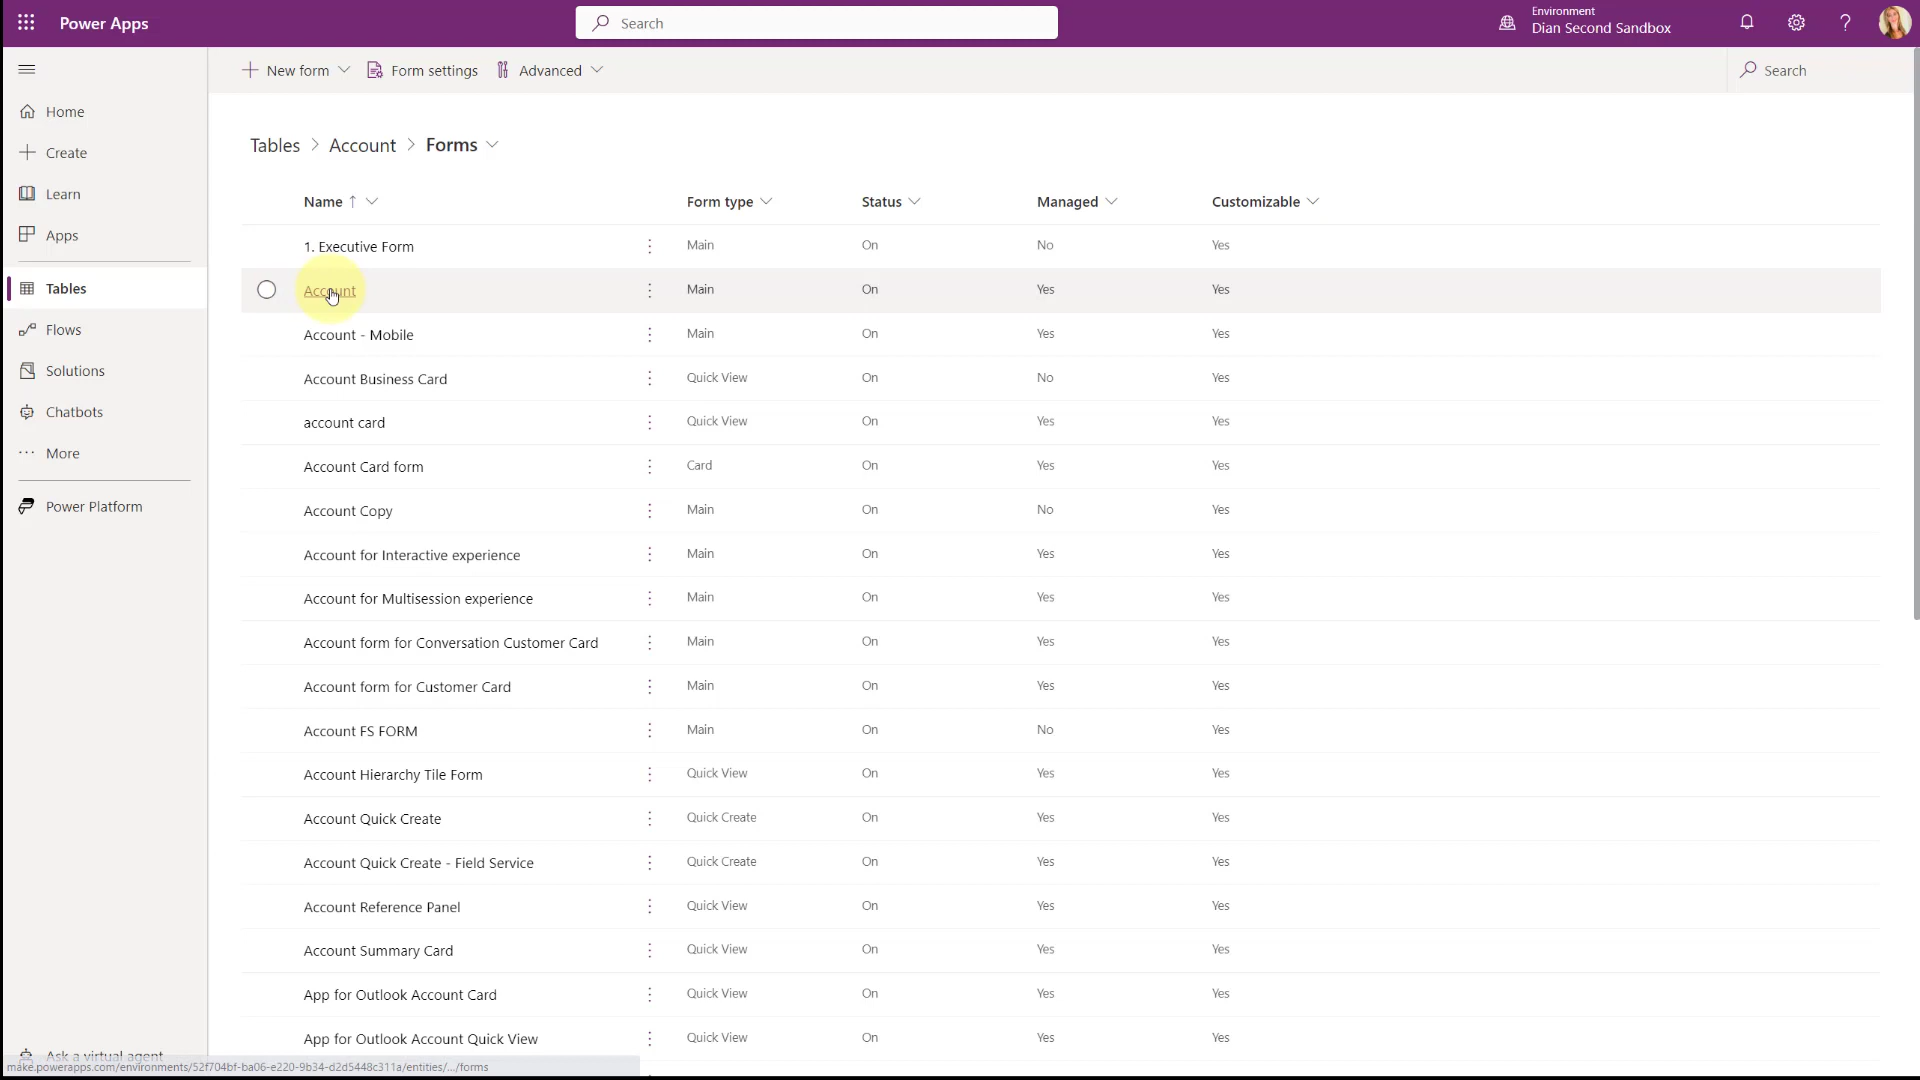 Power Apps
Search
Environment
Dian Second Sandbox
New form
Form settings
Advanced
Search
Home
Create
Learn
Apps
Tables
Flows
Solutions
Chatbots
More
Power Platform
Ask a virtual agent
Tables > Account > Forms
Name ↑ Form type Status Managed Customizable
1. Executive Form Main On No Yes
Account Main On Yes Yes
Account - Mobile Main On Yes Yes
Account Business Card Quick View On No Yes
account card Quick View On Yes Yes
Account Card form Card On Yes Yes
Account Copy Main On No Yes
Account for Interactive experience Main On Yes Yes
Account for Multisession experience Main On Yes Yes
Account form for Conversation Customer Card Main On Yes Yes
Account form for Customer Card Main On Yes Yes
Account FS FORM Main On No Yes
Account Hierarchy Tile Form Quick View On Yes Yes
Account Quick Create Quick Create On Yes Yes
Account Quick Create - Field Service Quick Create On Yes Yes
Account Reference Panel Quick View On Yes Yes
Account Summary Card Quick View On Yes Yes
App for Outlook Account Card Quick View On Yes Yes
App for Outlook Account Quick View Quick View On Yes Yes
make.powerapps.com/environments/52f704bf-ba06-e220-9b34-d2d5448c311a/entities/.../forms